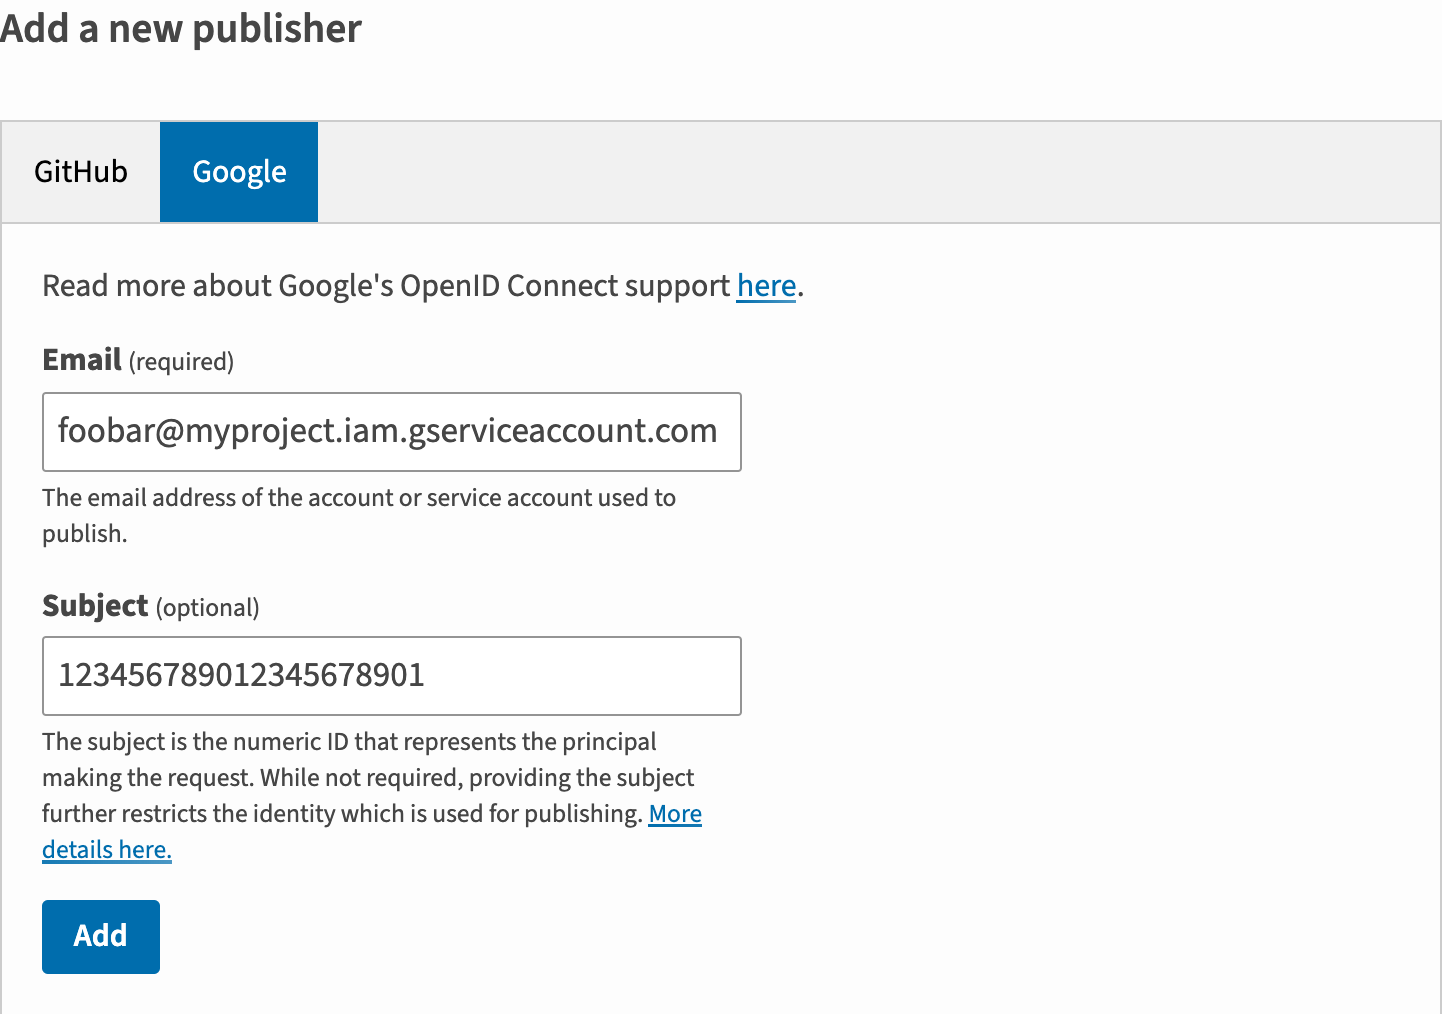 Add a new publisher
GitHub Google
Read more about Google's OpenID Connect support here.
Email (required)
foobar@myproject.iam.gserviceaccount.com
The email address of the account or service account used to
publish.
Subject (optional)
123456789012345678901
The subject is the numeric ID that represents the principal
making the request. While not required, providing the subject
further restricts the identity which is used for publishing. More
details here.
Add